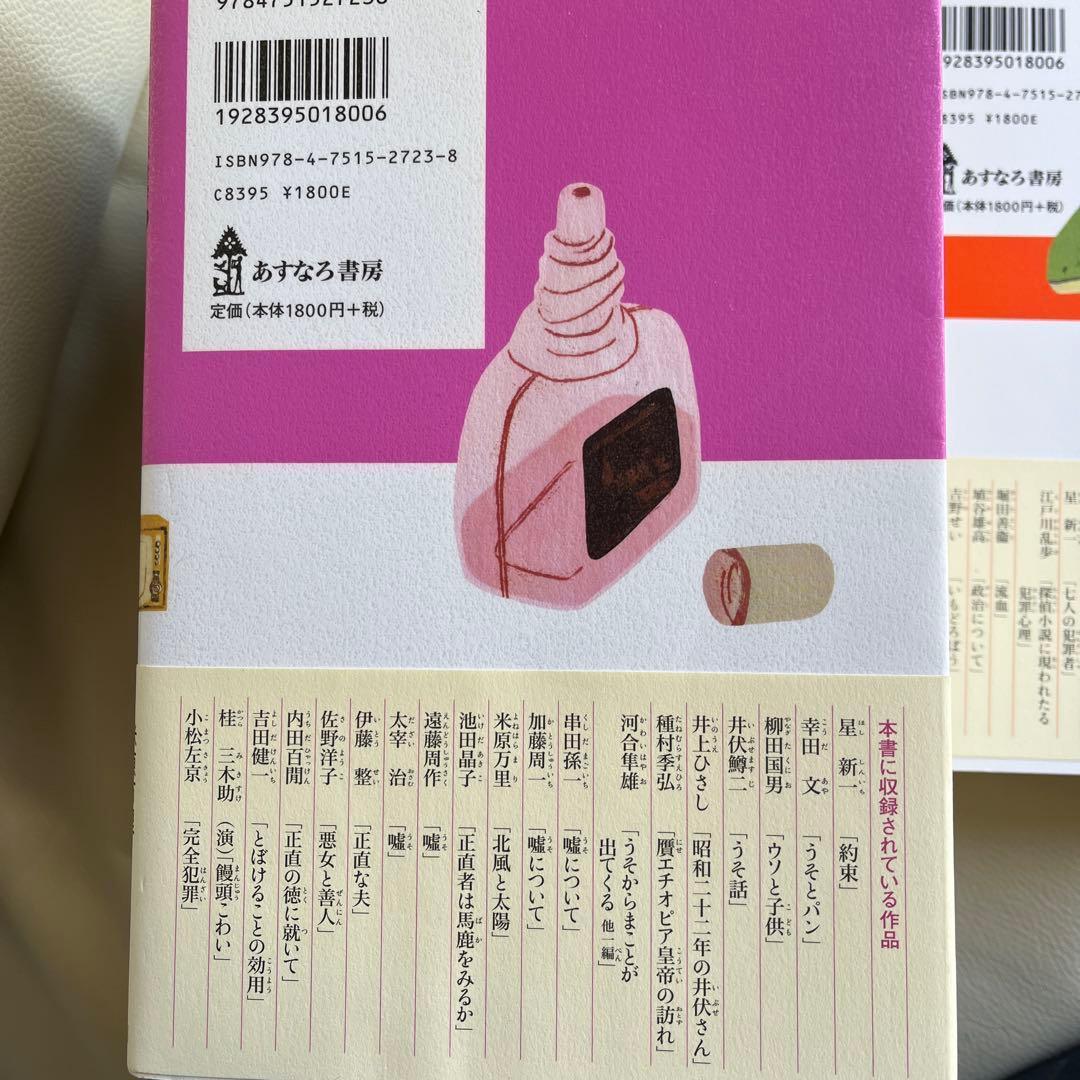 9784751527238
1928395018006
ISBN978-4-7515-2723-8
C8395 ¥1800E
あすなろ書房
定価(本体1800円+税)
本書に収録されている作品
星 新一 「約束」
幸田 文 「うそとパン」
柳田国男 「ウソと子供」
井伏鱒二 「うそ話」
井上ひさし 「昭和二十二年の井伏さん」
種村季弘 「贋エチオピア皇帝の訪れ」
河合隼雄 「うそからまことが
出てくる 他一編」
串田孫一 「嘘について」
加藤周一 「嘘について」
米原万里 「北風と太陽」
池田晶子 「正直者は馬鹿をみるか」
遠藤周作 「嘘」
太宰 治 「嘘」
伊藤 整 「正直な夫」
佐野洋子 「悪女と善人」
内田百閒 「正直の徳に就いて」
吉田健一 「とぼけることの効用」
桂 三木助 (演)「饅頭こわい」
小松左京 「完全犯罪」
928395018006
SBN978-4-7515-27
8395 ¥1800E
あすなろ書房
価(本体1800円+税)
星 新一 「七人の犯罪者」
江戸川乱歩 「探偵小説に現われたる
犯罪心理」
堀田善衞 「流血」
埴谷雄高 「政治について」
吉野せい 「いもどろぼう」